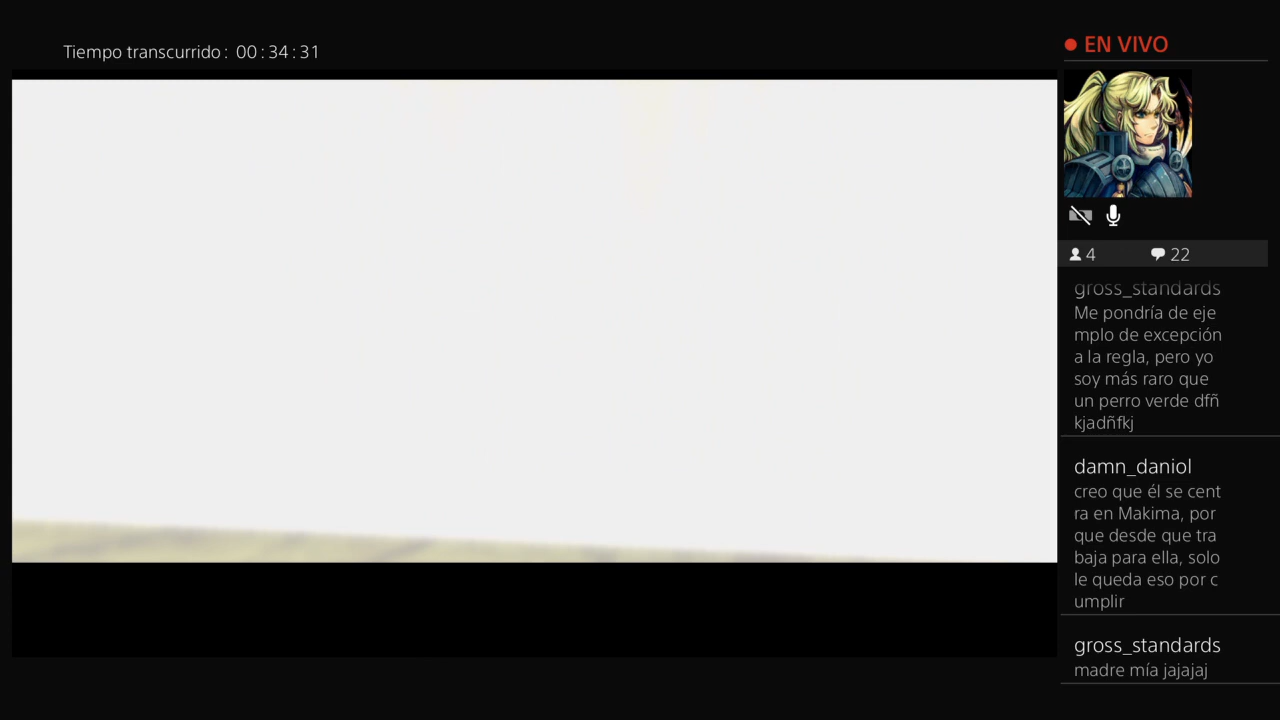 Tiempo transcurrido: 00:34:31
EN VIVO
4 22
gross_standards
Me pondría de eje
mplo de excepción
a la regla, pero yo
soy más raro que
un perro verde dfñ
kjadñfkj
damn_daniol
creo que él se cent
ra en Makima, por
que desde que tra
baja para ella, solo
le queda eso por c
umplir
gross_standards
madre mía jajajaj